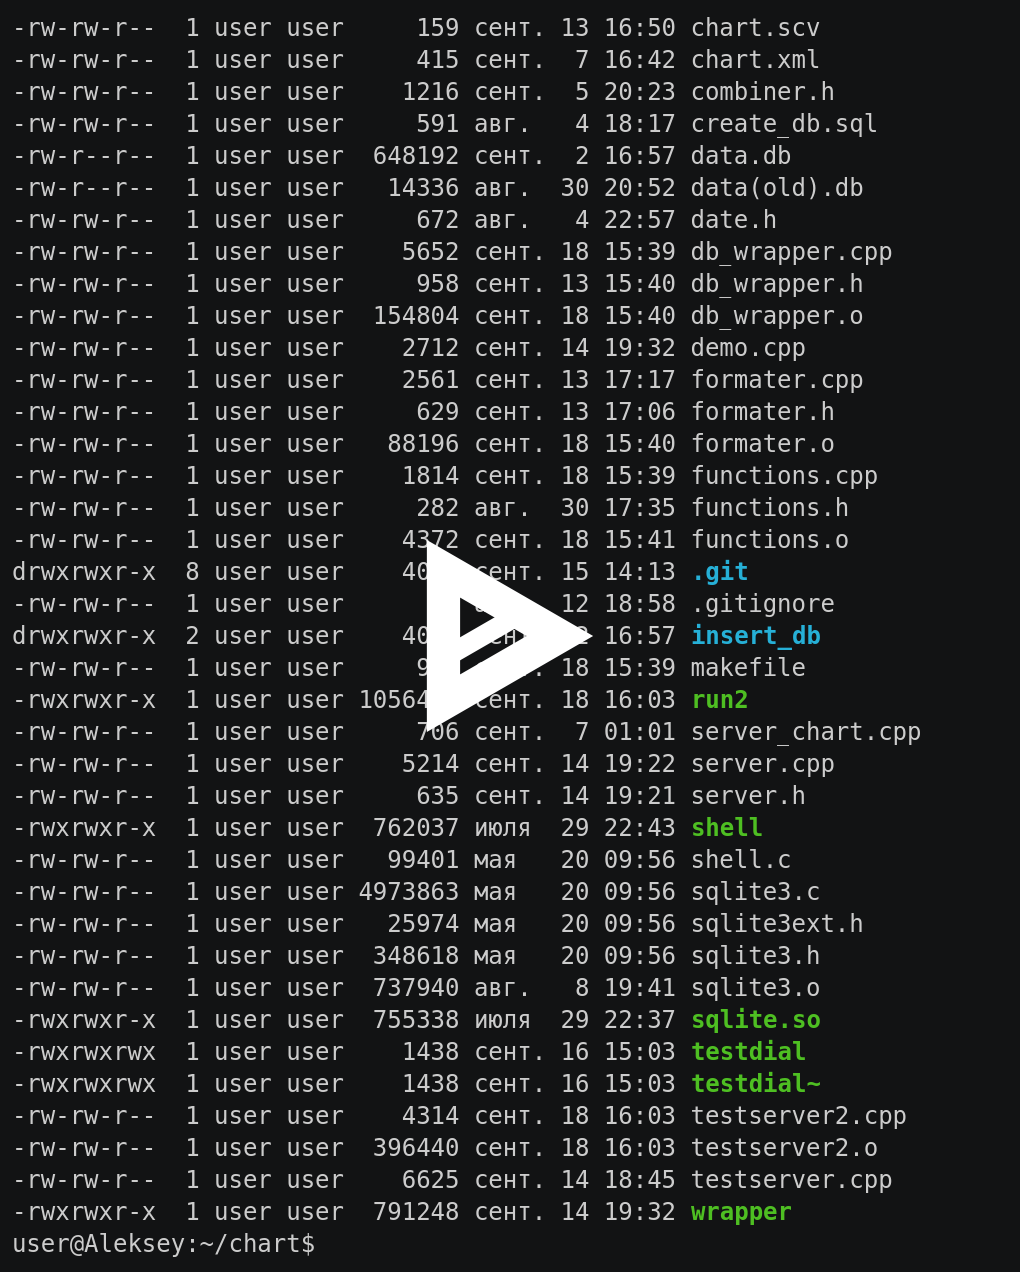 -rw-rw-r--  1 user user     159 сент. 13 16:50 chart.scv
-rw-rw-r--  1 user user     415 сент.  7 16:42 chart.xml
-rw-rw-r--  1 user user    1216 сент.  5 20:23 combiner.h
-rw-rw-r--  1 user user     591 авг.   4 18:17 create_db.sql
-rw-r--r--  1 user user  648192 сент.  2 16:57 data.db
-rw-r--r--  1 user user   14336 авг.  30 20:52 data(old).db
-rw-rw-r--  1 user user     672 авг.   4 22:57 date.h
-rw-rw-r--  1 user user    5652 сент. 18 15:39 db_wrapper.cpp
-rw-rw-r--  1 user user     958 сент. 13 15:40 db_wrapper.h
-rw-rw-r--  1 user user  154804 сент. 18 15:40 db_wrapper.o
-rw-rw-r--  1 user user    2712 сент. 14 19:32 demo.cpp
-rw-rw-r--  1 user user    2561 сент. 13 17:17 formater.cpp
-rw-rw-r--  1 user user     629 сент. 13 17:06 formater.h
-rw-rw-r--  1 user user   88196 сент. 18 15:40 formater.o
-rw-rw-r--  1 user user    1814 сент. 18 15:39 functions.cpp
-rw-rw-r--  1 user user     282 авг.  30 17:35 functions.h
-rw-rw-r--  1 user user    4372 сент. 18 15:41 functions.o
drwxrwxr-x  8 user user сент. 15 14:13 .git
-rw-rw-r--  1 user user 12 18:58 .gitignore
drwxrwxr-x  2 user user 16:57 insert_db
-rw-rw-r--  1 user user 18 15:39 makefile
-rwxrwxr-x  1 user user сент. 18 16:03 run2
-rw-rw-r--  1 user user     706 сент.  7 01:01 server_chart.cpp
-rw-rw-r--  1 user user    5214 сент. 14 19:22 server.cpp
-rw-rw-r--  1 user user     635 сент. 14 19:21 server.h
-rwxrwxr-x  1 user user  762037 июля  29 22:43 shell
-rw-rw-r--  1 user user   99401 мая   20 09:56 shell.c
-rw-rw-r--  1 user user 4973863 мая   20 09:56 sqlite3.c
-rw-rw-r--  1 user user   25974 мая   20 09:56 sqlite3ext.h
-rw-rw-r--  1 user user  348618 мая   20 09:56 sqlite3.h
-rw-rw-r--  1 user user  737940 авг.   8 19:41 sqlite3.o
-rwxrwxr-x  1 user user  755338 июля  29 22:37 sqlite.so
-rwxrwxrwx  1 user user    1438 сент. 16 15:03 testdial
-rwxrwxrwx  1 user user    1438 сент. 16 15:03 testdial~
-rw-rw-r--  1 user user    4314 сент. 18 16:03 testserver2.cpp
-rw-rw-r--  1 user user  396440 сент. 18 16:03 testserver2.o
-rw-rw-r--  1 user user    6625 сент. 14 18:45 testserver.cpp
-rwxrwxr-x  1 user user  791248 сент. 14 19:32 wrapper
user@Aleksey:~/chart$